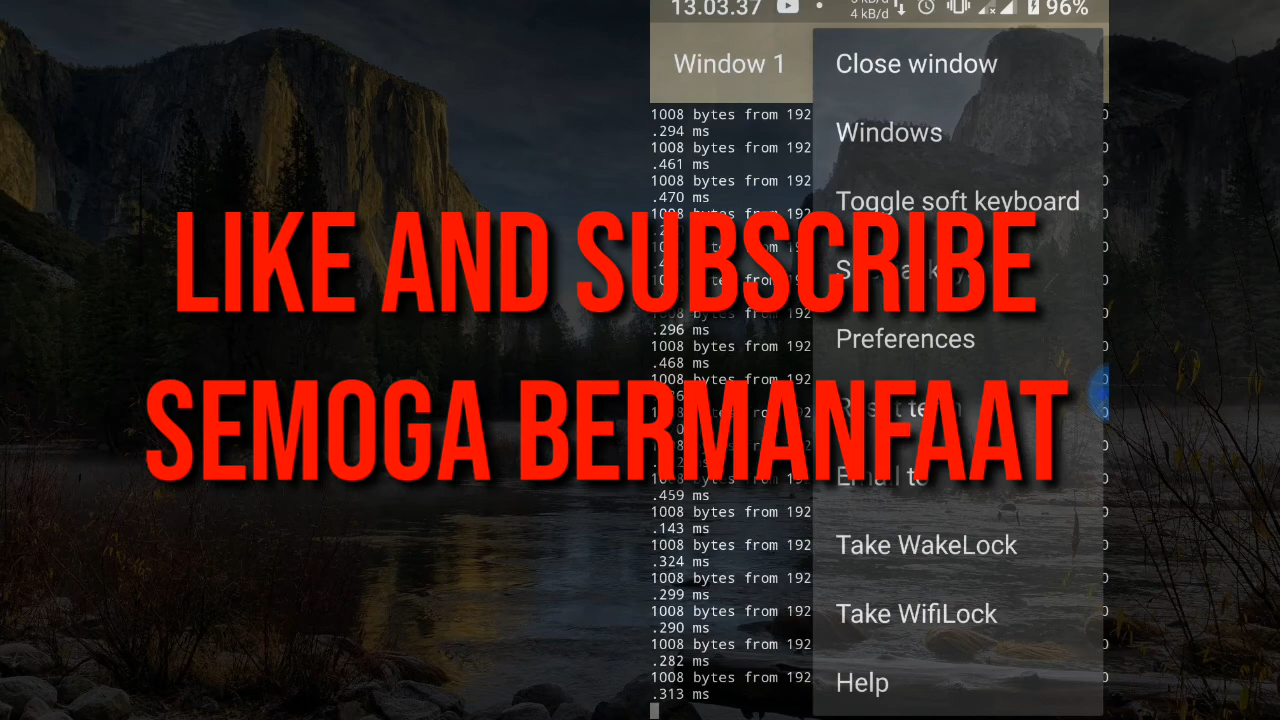 13.03.37
4 kB/d
96%
Window 1
Close window
1008 bytes from 192
.294 ms
Windows
1008 bytes from 192
.461 ms
1008 bytes from 192
.470 ms
Toggle soft keyboard
LIKE AND SUBSCRIBE
.296 ms
Preferences
1008 bytes from 192
.468 ms
SEMOGA BERMANFAAT
.459 ms
1008 bytes from 192
.143 ms
1008 bytes from 192
Take WakeLock
.324 ms
1008 bytes from 192
.299 ms
1008 bytes from 192
Take WifiLock
.290 ms
1008 bytes from 192
.282 ms
1008 bytes from 192
Help
.313 ms